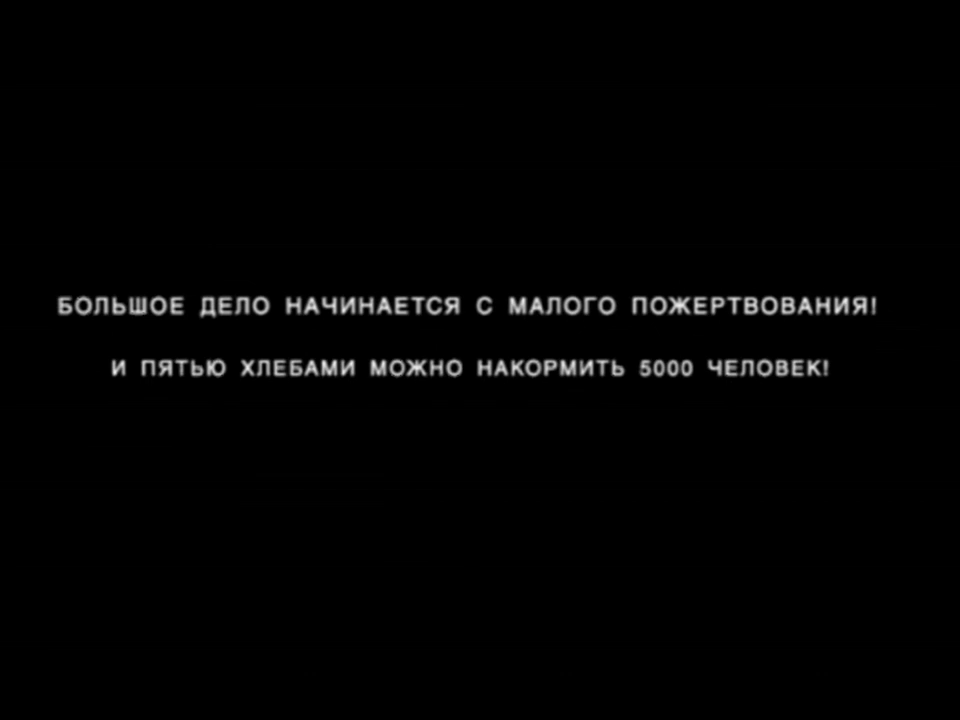 БОЛЬШОЕ ДЕЛО НАЧИНАЕТСЯ С МАЛОГО ПОЖЕРТВОВАНИЯ!
И ПЯТЬЮ ХЛЕБАМИ МОЖНО НАКОРМИТЬ 5000 ЧЕЛОВЕК!